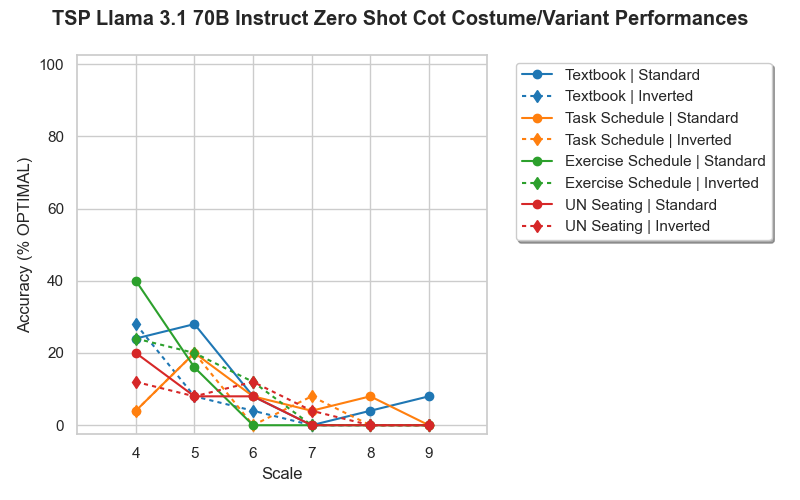 TSP Llama 3.1 70B Instruct Zero Shot Cot Costume/Variant Performances
100
80
60
40
20
0
Accuracy (% OPTIMAL)
4 5 6 7 8 9
Scale
Textbook | Standard
Textbook | Inverted
Task Schedule | Standard
Task Schedule | Inverted
Exercise Schedule | Standard
Exercise Schedule | Inverted
UN Seating | Standard
UN Seating | Inverted